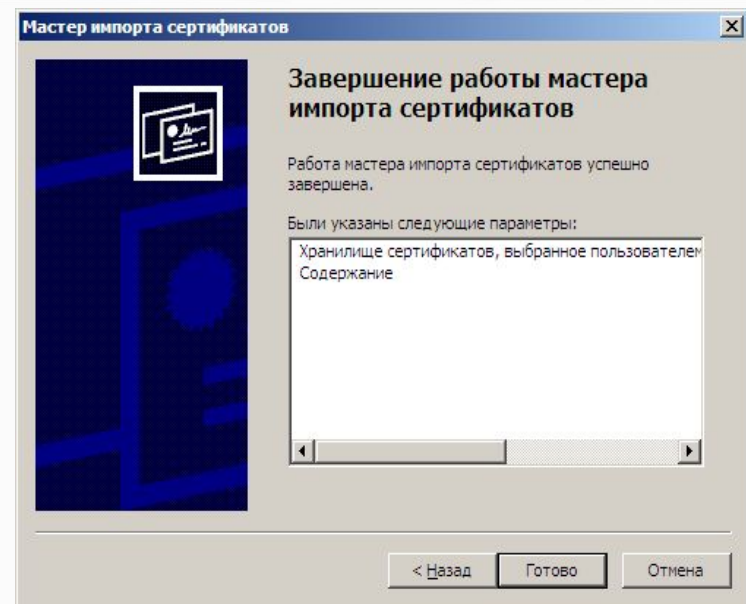 Мастер импорта сертификатов
Завершение работы мастера
импорта сертификатов
Работа мастера импорта сертификатов успешно
завершена.
Были указаны следующие параметры:
Хранилище сертификатов, выбранное пользователем
Содержание
< Назад
Готово
Отмена